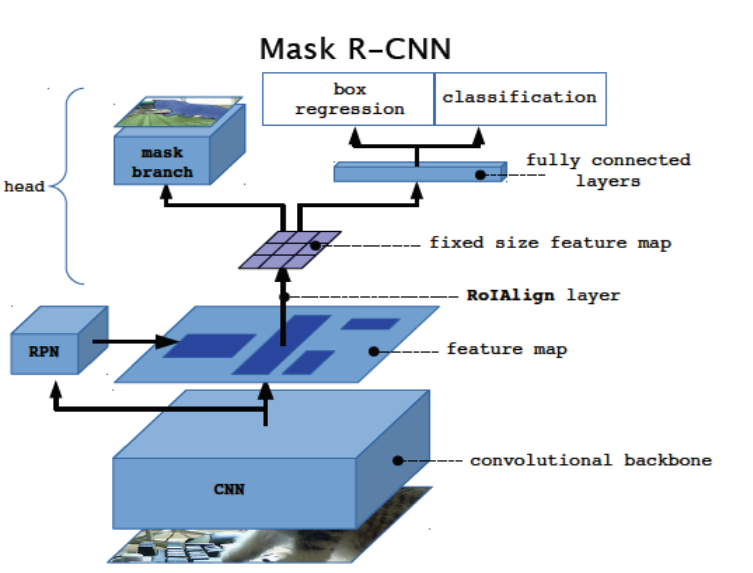 Mask R-CNN
box
regression
classification
mask
branch
fully connected
layers
head
fixed size feature map
RoIAlign layer
RPN
feature map
convolutional backbone
CNN